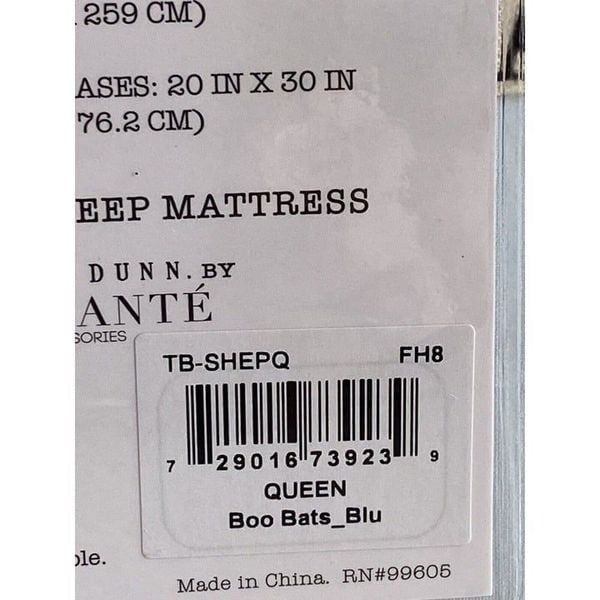 259 CM)
ASES: 20 IN X 30 IN
76.2 CM)
EEP MATTRESS
DUNN. BY
ANTÉ
SORIES
TB-SHEPQ FH8
7 29016 73923 9
QUEEN
Boo Bats_Blu
ble.
Made in China. RN#99605